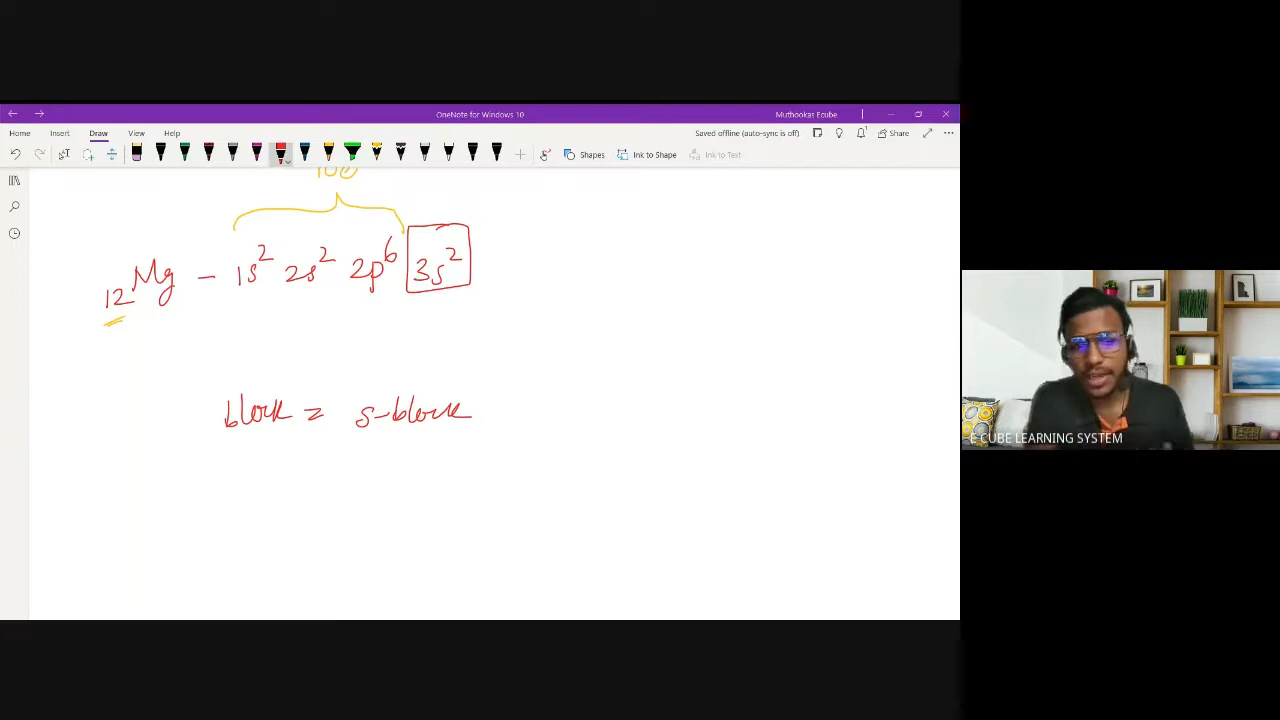 OneNote for Windows 10
Muthookas Ecube
Home Insert Draw View Help
Saved offline (auto-sync is off)
Share
Shapes
Ink to Shape
Ink to Text
12Mg – 1s² 2s² 2p⁶ 3s²
block = s-block
E CUBE LEARNING SYSTEM